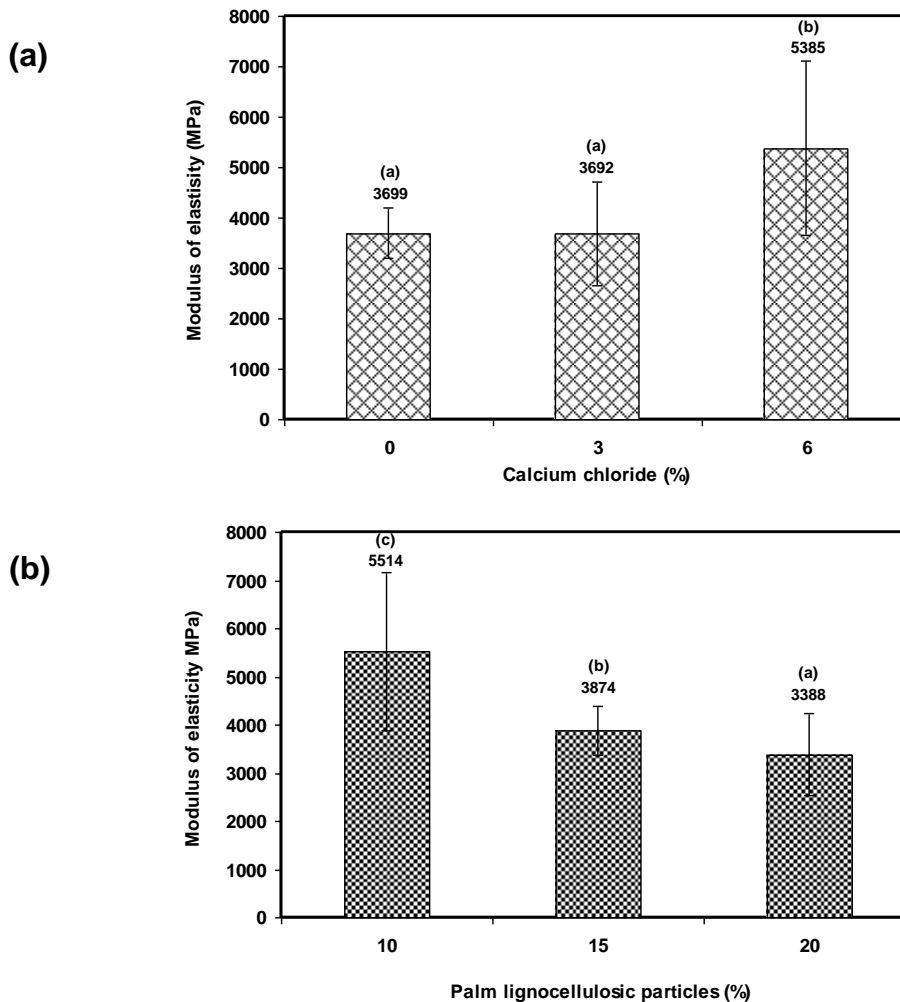 (a)
Modulus of elastisity (MPa)
8000
7000
6000
5000
4000
3000
2000
1000
0
(a)
3699
(a)
3692
(b)
5385
0 3 6
Calcium chloride (%)
(b)
Modulus of elasticity MPa)
8000
7000
6000
5000
4000
3000
2000
1000
0
(c)
5514
(b)
3874
(a)
3388
10 15 20
Palm lignocellulosic particles (%)